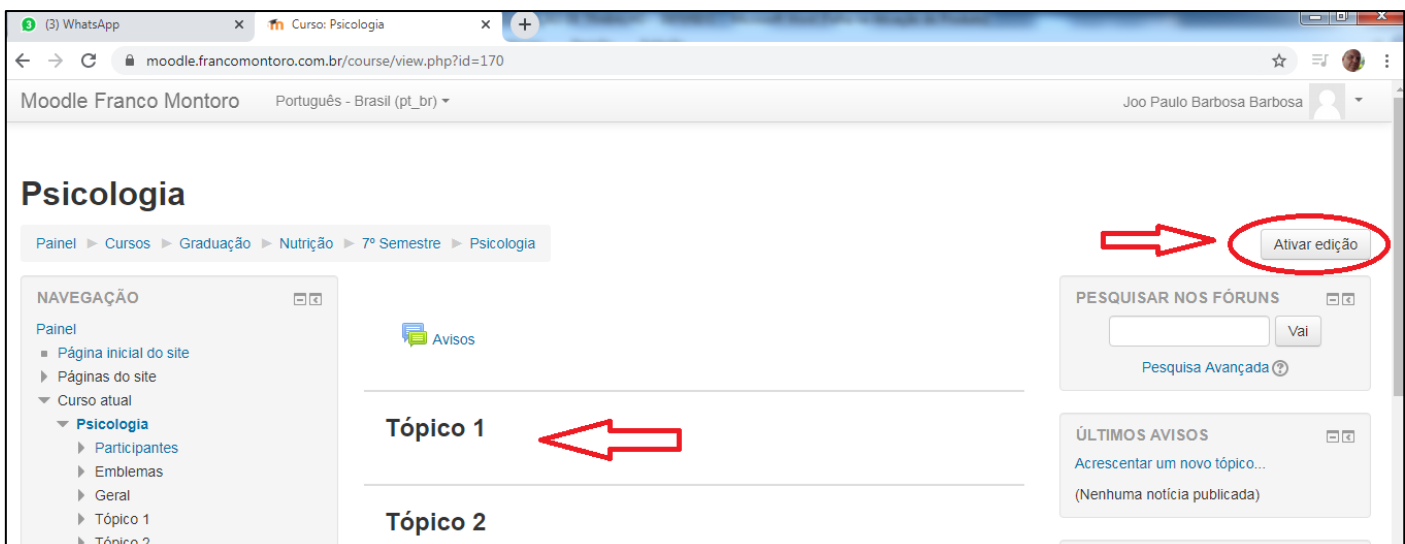 3 (3) WhatsApp × Curso: Psicologia × +
moodle.francomontoro.com.br/course/view.php?id=170
Moodle Franco Montoro Português - Brasil (pt_br) Joo Paulo Barbosa Barbosa
Psicologia
Painel Cursos Graduação Nutrição 7º Semestre Psicologia
Ativar edição
NAVEGAÇÃO
Painel
Página inicial do site
Páginas do site
Curso atual
Psicologia
Participantes
Emblemas
Geral
Tópico 1
Tópico 2
Avisos
Tópico 1
Tópico 2
PESQUISAR NOS FÓRUNS
Vai
Pesquisa Avançada ?
ÚLTIMOS AVISOS
Acrescentar um novo tópico...
(Nenhuma notícia publicada)